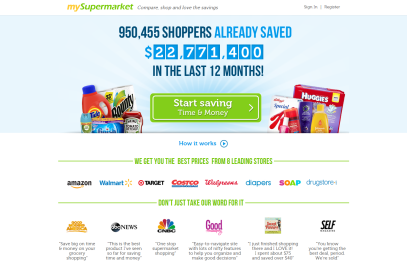 mySupermarket Compare, shop and love the savings Sign In | Register
950,455 SHOPPERS ALREADY SAVED
$22,771,400
IN THE LAST 12 MONTHS!
Start saving
Time & Money
How it works
WE GET YOU THE BEST PRICES FROM 8 LEADING STORES
amazon Walmart TARGET COSTCO Walgreens diapers SOAP drugstore
DON'T JUST TAKE OUR WORD FOR IT
abc NEWS NBC Good SELF
"Save big on time "This is the best "One stop "Easy-to-navigate site "I just finished shopping "You know
& money on your product I've seen supermarket with lots of nifty features there and I LOVE it! you're getting the
grocery so far for saving shopping" to help you organize and I spent about $75 best deal, period.
shopping" time and money" make good decisions" and saved over $40" We're sold"